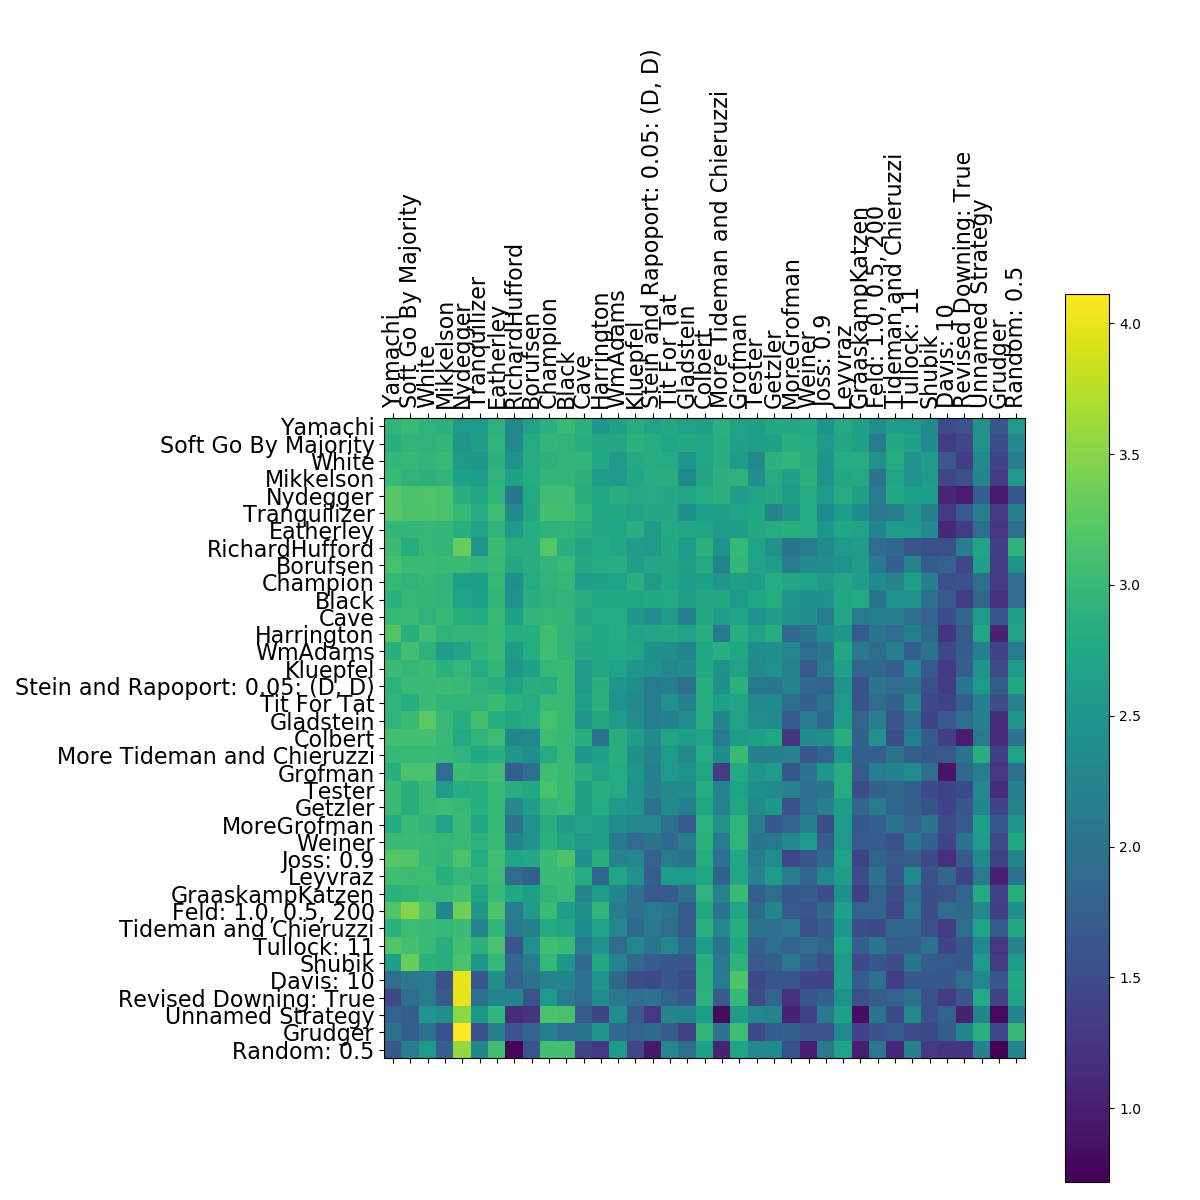 Yamachi
Soft Go By Majority
White
Mikkelson
Nydegger
Tranquilizer
Eatherley
RichardHufford
Borufsen
Champion
Black
Cave
Harrington
WmAdams
Kluepfel
Stein and Rapoport: 0.05: (D, D)
Tit For Tat
Gladstein
Colbert
More Tideman and Chieruzzi
Grofman
Tester
Getzler
MoreGrofman
Weiner
Joss: 0.9
Leyvraz
GraaskampKatzen
Feld: 1.0, 0.5, 200
Tideman and Chieruzzi
Tullock: 11
Shubik
Davis: 10
Revised Downing: True
Unnamed Strategy
Grudger
Random: 0.5
Yamachi
Soft Go By Majority
White
Mikkelson
Nydegger
Tranquilizer
Eatherley
RichardHufford
Borufsen
Champion
Black
Cave
Harrington
WmAdams
Kluepfel
Stein and Rapoport: 0.05: (D, D)
Tit For Tat
Gladstein
Colbert
More Tideman and Chieruzzi
Grofman
Tester
Getzler
MoreGrofman
Weiner
Joss: 0.9
Leyvraz
GraaskampKatzen
Feld: 1.0, 0.5, 200
Tideman and Chieruzzi
Tullock: 11
Shubik
Davis: 10
Revised Downing: True
Unnamed Strategy
Grudger
Random: 0.5
4.0
3.5
3.0
2.5
2.0
1.5
1.0